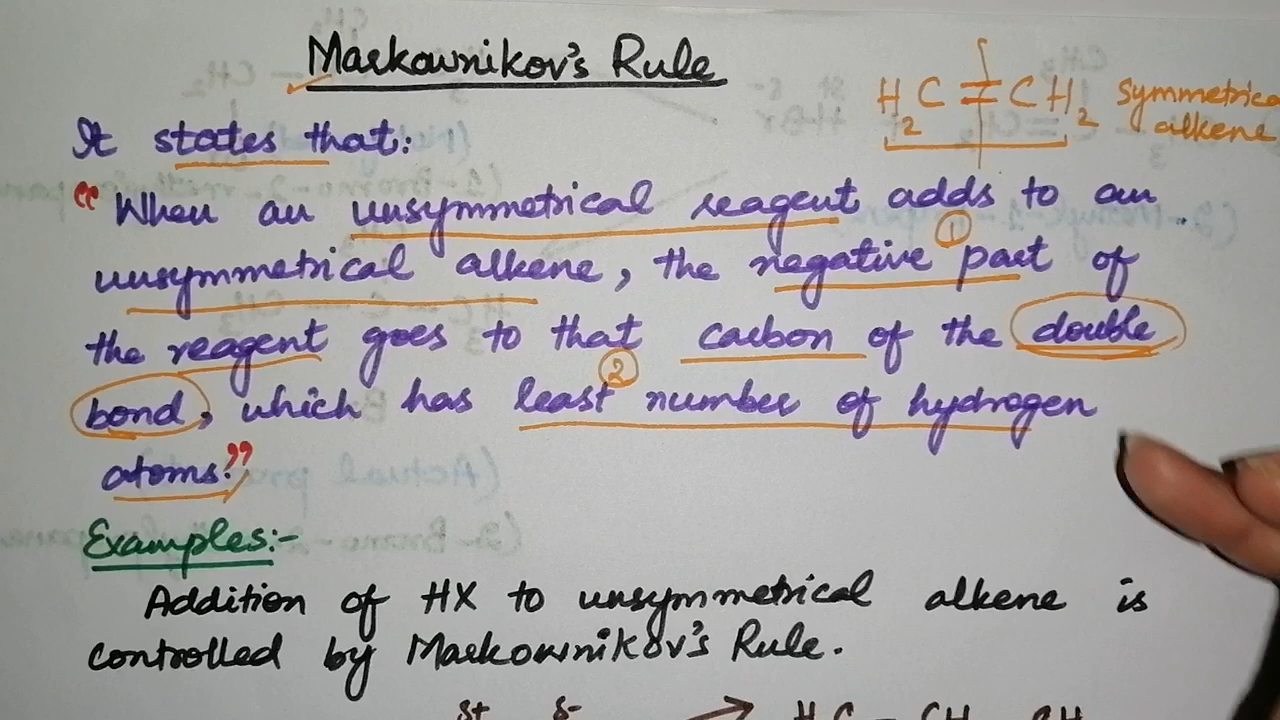 Markownikov's Rule
H2C = CH2 Symmetrical
alkene
It states that:
“When an unsymmetrical reagent adds to an
1
unsymmetrical alkene, the negative part of
the reagent goes to that carbon of the double
2
bond, which has least number of hydrogen
atoms.”
Examples:-
Addition of HX to unsymmetrical alkene is
controlled by Markownikov's Rule.
δ+ δ-